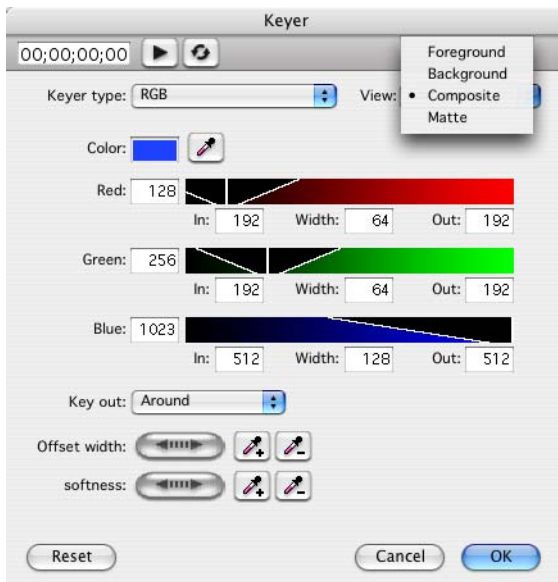 Keyer
00;00;00;00
Foreground
Background
Composite
Matte
Keyer type: RGB View:
Color:
Red: 128
In: 192 Width: 64 Out: 192
Green: 256
In: 192 Width: 64 Out: 192
Blue: 1023
In: 512 Width: 128 Out: 512
Key out: Around
Offset width:
softness:
Reset Cancel OK